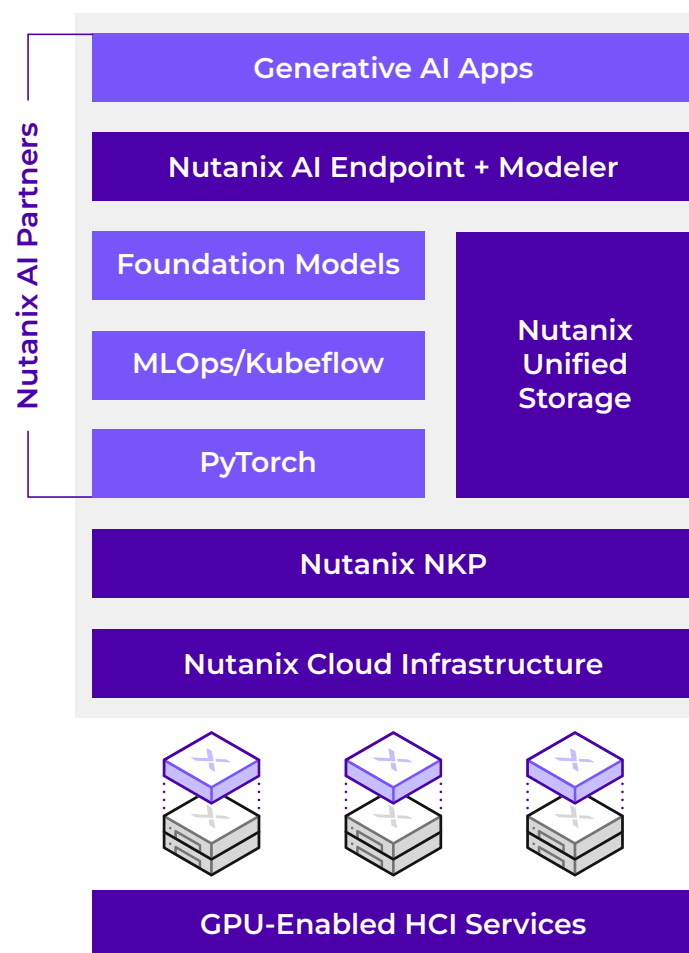 Nutanix AI Partners
Generative AI Apps
Nutanix AI Endpoint + Modeler
Foundation Models
MLOps/Kubeflow
PyTorch
Nutanix
Unified
Storage
Nutanix NKP
Nutanix Cloud Infrastructure
GPU-Enabled HCI Services